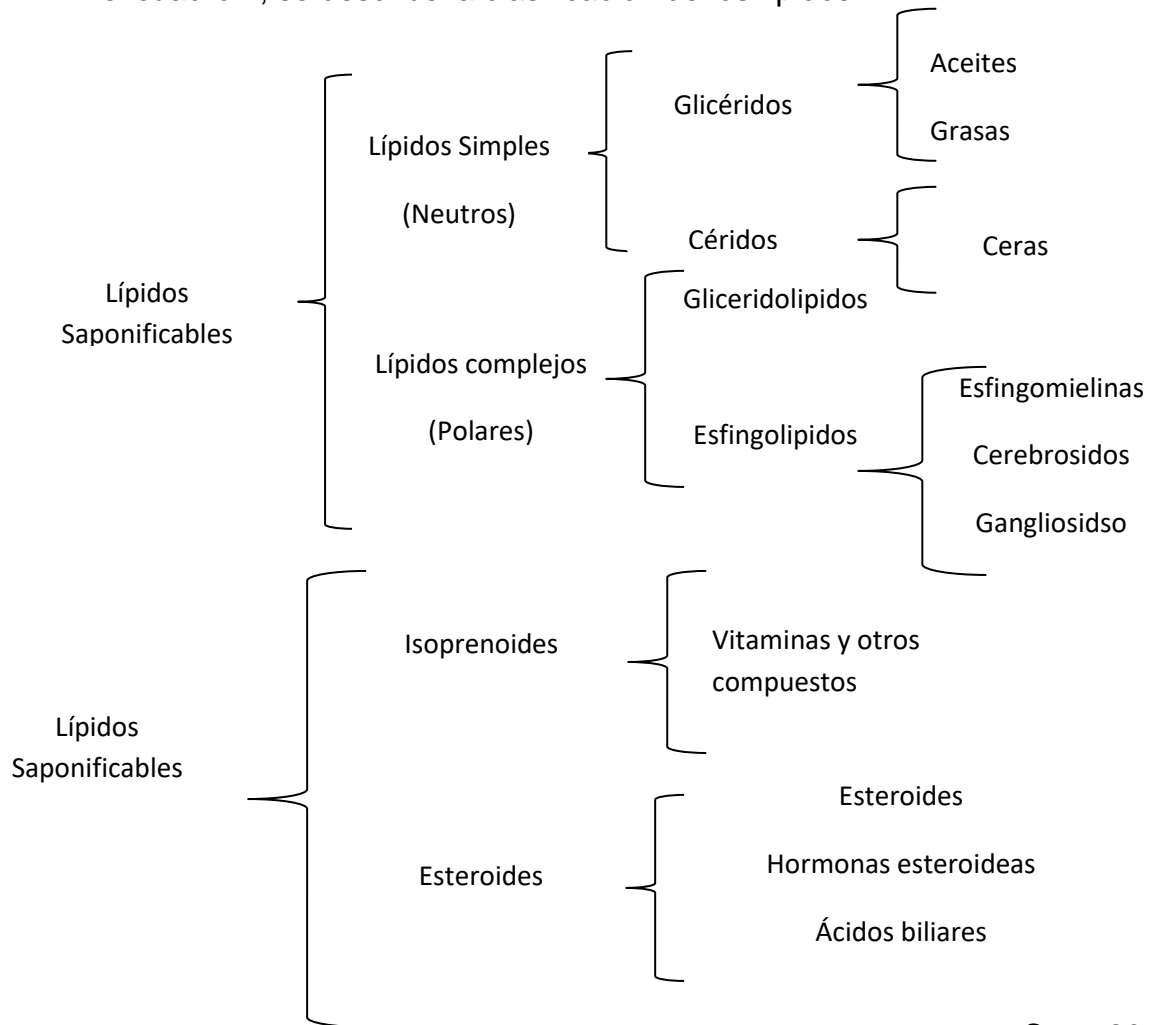 Aceites
Glicéridos
Grasas
Lípidos Simples
(Neutros)
Céridos
Ceras
Lípidos
Saponificables
Gliceridolipidos
Lípidos complejos
(Polares)
Esfingolipidos
Esfingomielinas
Cerebrosidos
Gangliosidso
Isoprenoides
Vitaminas y otros
compuestos
Lípidos
Saponificables
Esteroides
Esteroides
Hormonas esteroideas
Ácidos biliares